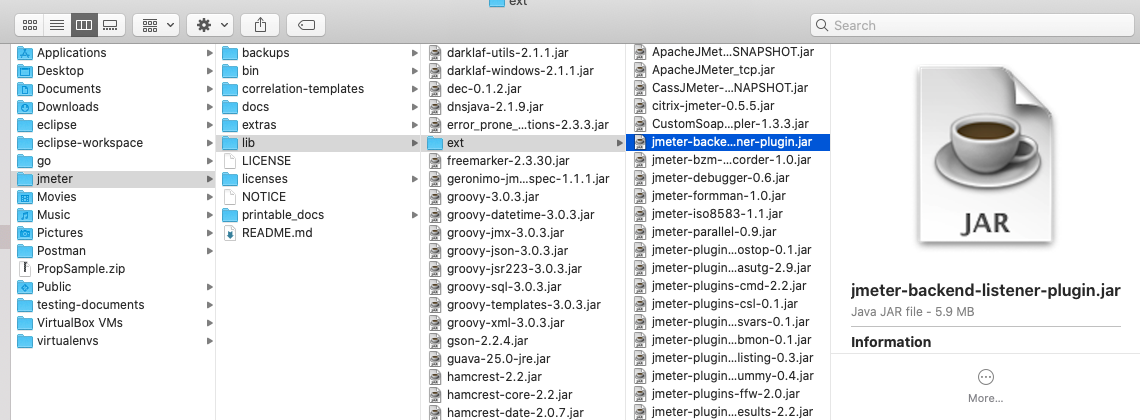 ext
Search
Applications
Desktop
Documents
Downloads
eclipse
eclipse-workspace
go
jmeter
Movies
Music
Pictures
Postman
PropSample.zip
Public
testing-documents
VirtualBox VMs
virtualenvs
backups
bin
correlation-templates
docs
extras
lib
LICENSE
licenses
NOTICE
printable_docs
README.md
darklaf-utils-2.1.1.jar
darklaf-windows-2.1.1.jar
dec-0.1.2.jar
dnsjava-2.1.9.jar
error_prone_...tions-2.3.3.jar
ext
freemarker-2.3.30.jar
geronimo-jm...spec-1.1.1.jar
groovy-3.0.3.jar
groovy-datetime-3.0.3.jar
groovy-jmx-3.0.3.jar
groovy-json-3.0.3.jar
groovy-jsr223-3.0.3.jar
groovy-sql-3.0.3.jar
groovy-templates-3.0.3.jar
groovy-xml-3.0.3.jar
gson-2.2.4.jar
guava-25.0-jre.jar
hamcrest-2.2.jar
hamcrest-core-2.2.jar
hamcrest-date-2.0.7.jar
ApacheJMet...SNAPSHOT.jar
ApacheJMeter_tcp.jar
CassJMeter-...NAPSHOT.jar
citrix-jmeter-0.5.5.jar
CustomSoap...pler-1.3.3.jar
jmeter-backe...ner-plugin.jar
jmeter-bzm-...corder-1.0.jar
jmeter-debugger-0.6.jar
jmeter-formman-1.0.jar
jmeter-iso8583-1.1.jar
jmeter-parallel-0.9.jar
jmeter-plugin...ostop-0.1.jar
jmeter-plugin...asutg-2.9.jar
jmeter-plugins-cmd-2.2.jar
jmeter-plugins-csl-0.1.jar
jmeter-plugin...svars-0.1.jar
jmeter-plugin...bmon-0.1.jar
jmeter-plugin...listing-0.3.jar
jmeter-plugin...ummy-0.4.jar
jmeter-plugins-ffw-2.0.jar
jmeter-plugin...esults-2.2.jar
JAR
jmeter-backend-listener-plugin.jar
Java JAR file - 5.9 MB
Information
More...